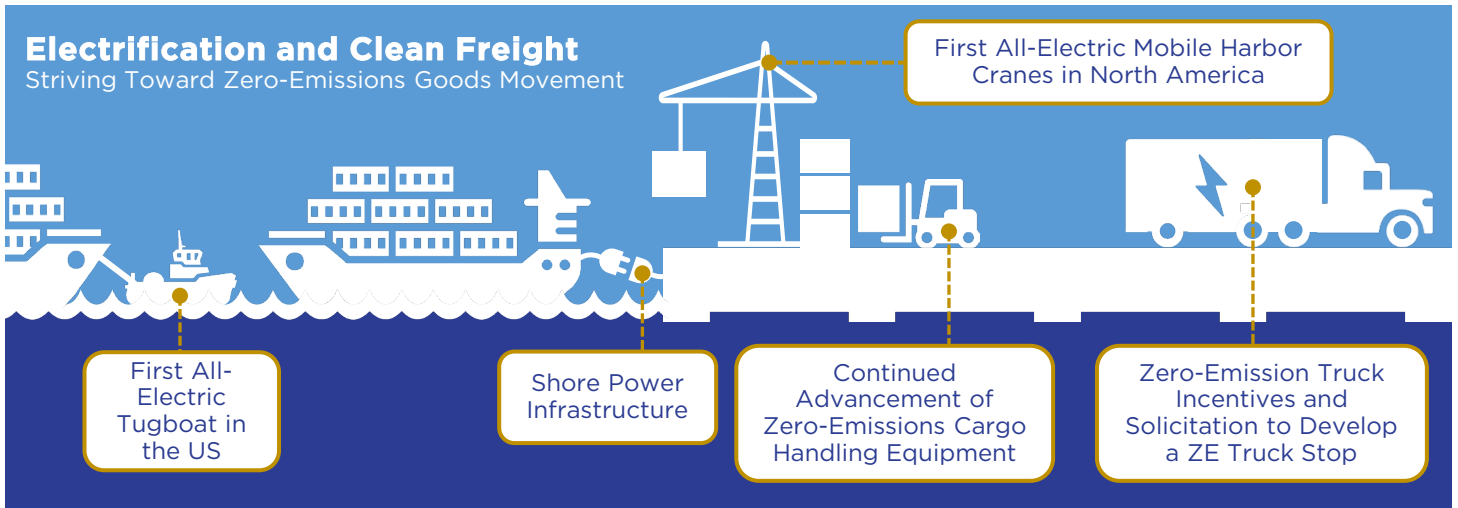 Electrification and Clean Freight
Striving Toward Zero-Emissions Goods Movement
First All-Electric Mobile Harbor
Cranes in North America
First All-
Electric
Tugboat in
the US
Shore Power
Infrastructure
Continued
Advancement of
Zero-Emissions Cargo
Handling Equipment
Zero-Emission Truck
Incentives and
Solicitation to Develop
a ZE Truck Stop